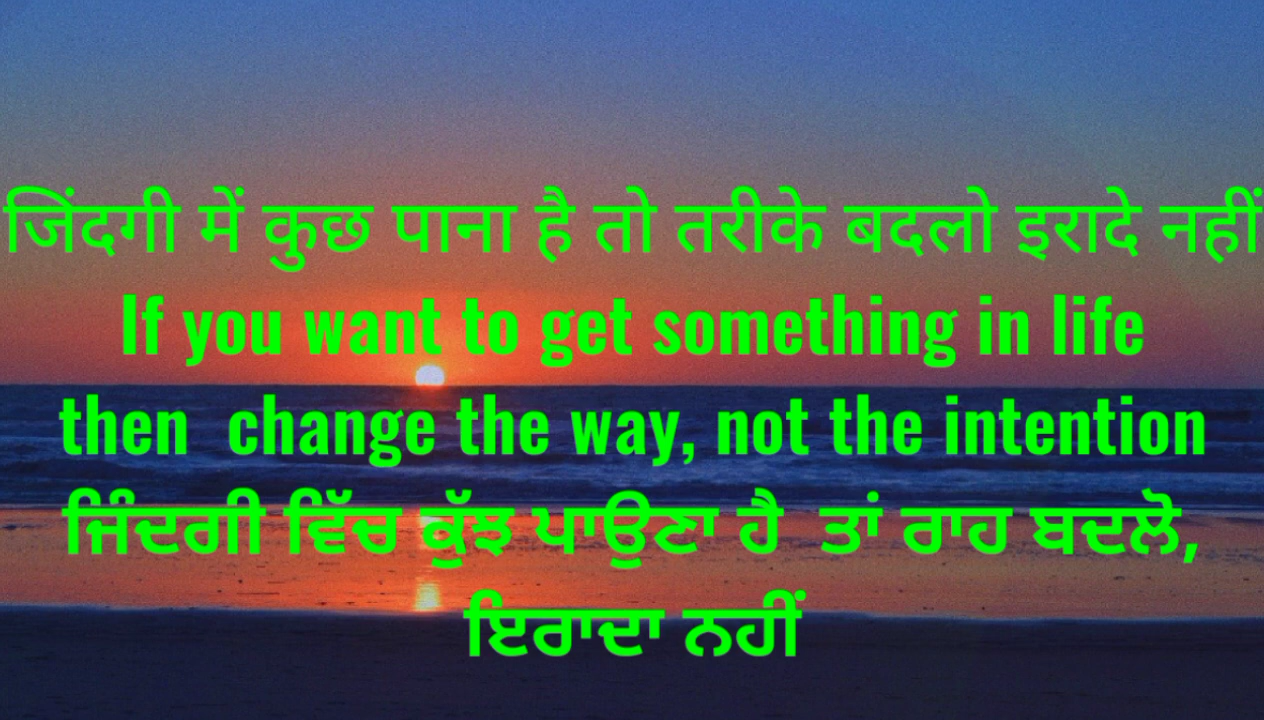 जिंदगी में कुछ पाना है तो तरीके बदलो इरादे नहीं
If you want to get something in life
then  change the way, not the intention
ਜਿੰਦਗੀ ਵਿੱਚ ਕੁੱਝ ਪਾਉਣਾ ਹੈ  ਤਾਂ ਰਾਹ ਬਦਲੋ,
ਇਰਾਦਾ ਨਹੀਂ